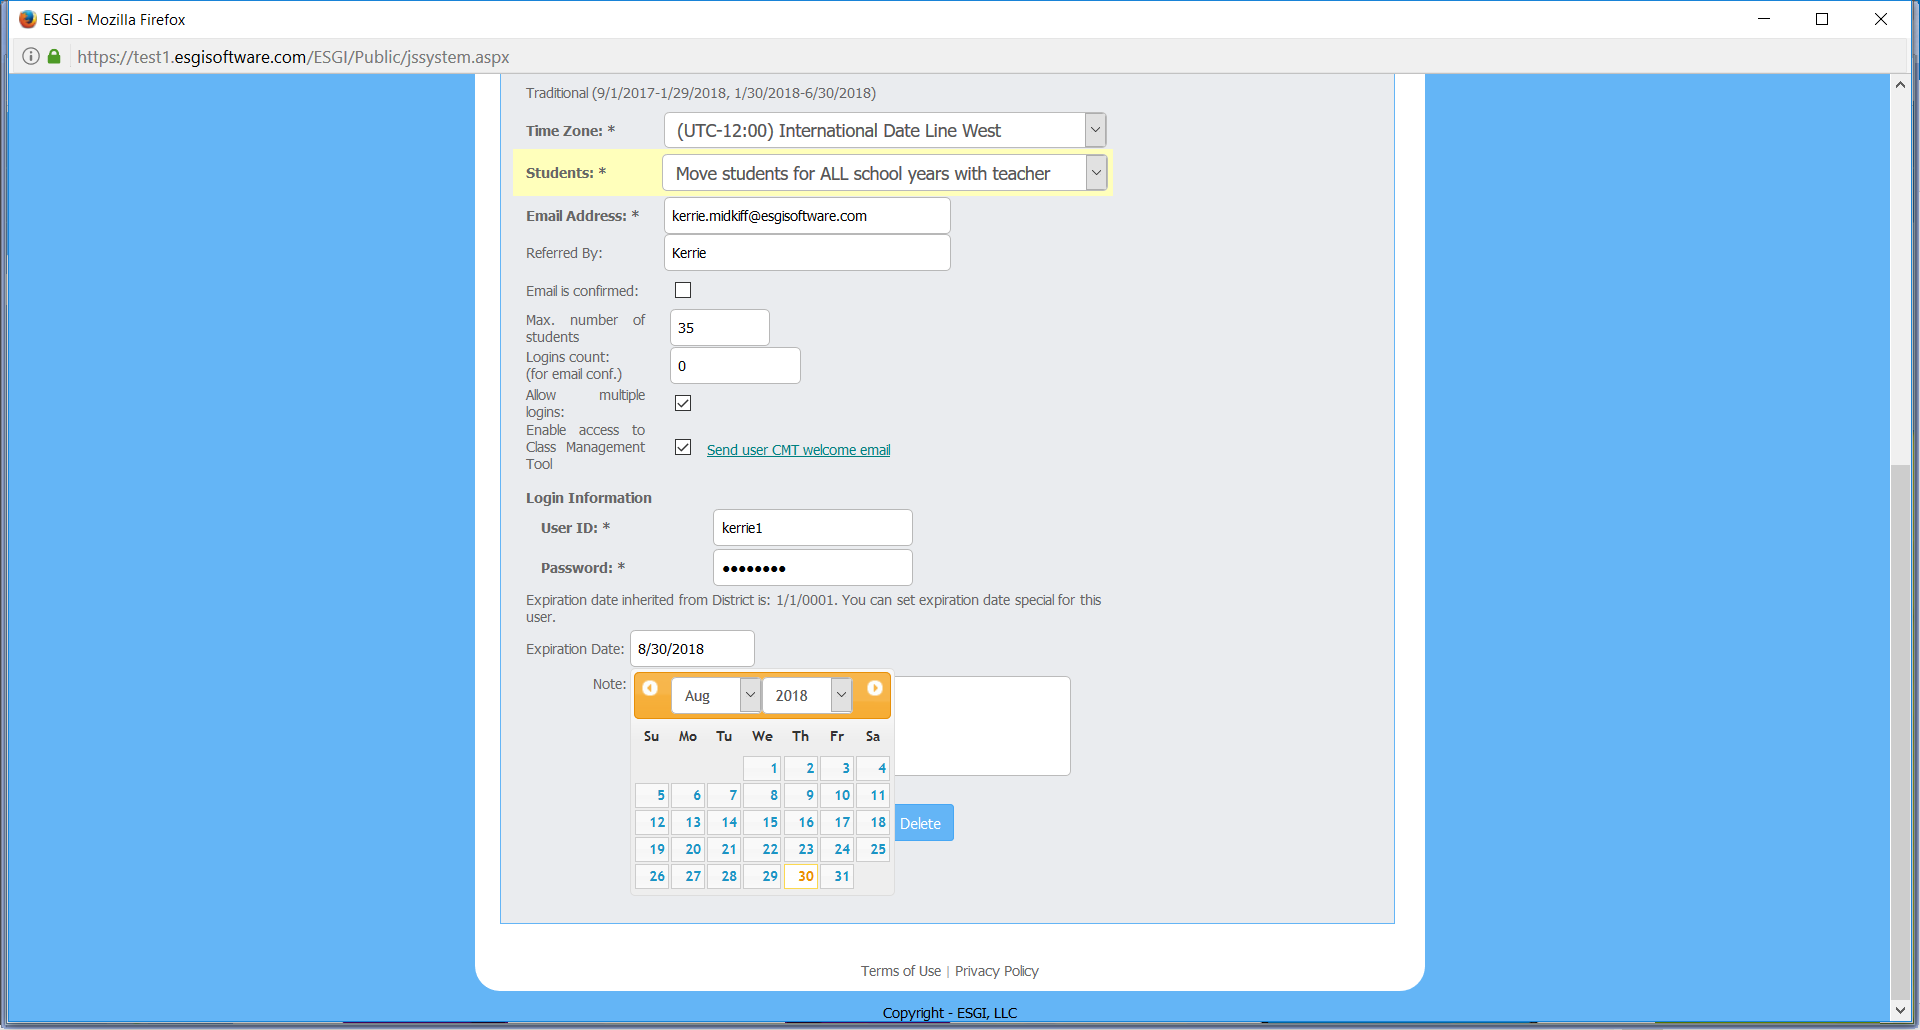 ESGI - Mozilla Firefox
https://test1.esgisoftware.com/ESGI/Public/jssystem.aspx
Traditional (9/1/2017-1/29/2018, 1/30/2018-6/30/2018)
Time Zone: * (UTC-12:00) International Date Line West
Students: * Move students for ALL school years with teacher
Email Address: * kerrie.midkiff@esgisoftware.com
Referred By: Kerrie
Email is confirmed:
Max. number of
students
35
Logins count:
(for email conf.)
0
Allow multiple
logins:
Enable access to
Class Management
Tool
Send user CMT welcome email
Login Information
User ID: * kerrie1
Password: * ●●●●●●●●
Expiration date inherited from District is: 1/1/0001. You can set expiration date special for this
user.
Expiration Date: 8/30/2018
Note:
Aug 2018
Su Mo Tu We Th Fr Sa
1 2 3 4
5 6 7 8 9 10 11
12 13 14 15 16 17 18
19 20 21 22 23 24 25
26 27 28 29 30 31
Delete
Terms of Use | Privacy Policy
Copyright - ESGI, LLC